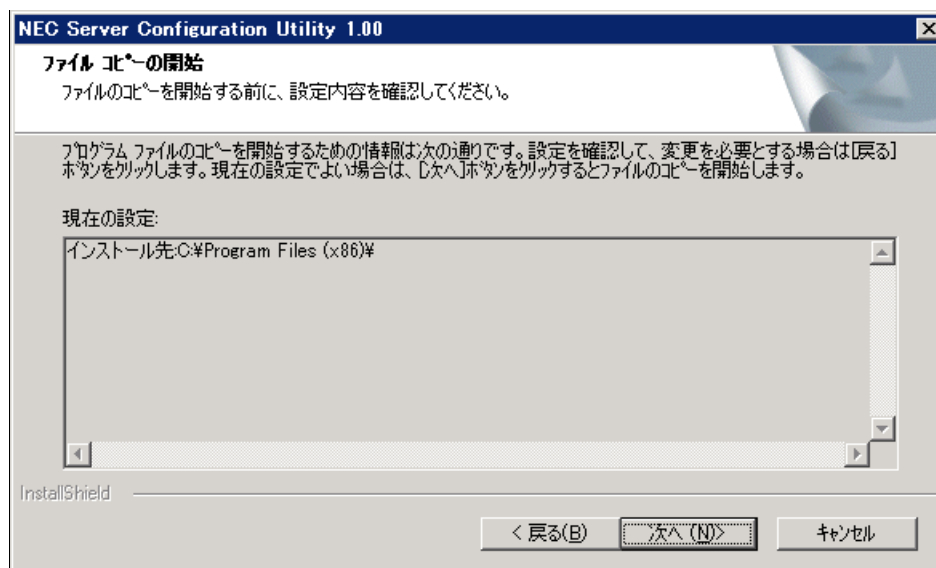 NEC Server Configuration Utility 1.00
ファイル コピーの開始
ファイルのコピーを開始する前に、設定内容を確認してください。
プログラム ファイルのコピーを開始するための情報は次の通りです。設定を確認して、変更を必要とする場合は[戻る]
ボタンをクリックします。現在の設定でよい場合は、[次へ]ボタンをクリックするとファイルのコピーを開始します。
現在の設定:
インストール先:C:¥Program Files (x86)¥
InstallShield
< 戻る(B)
次へ (N)>
キャンセル